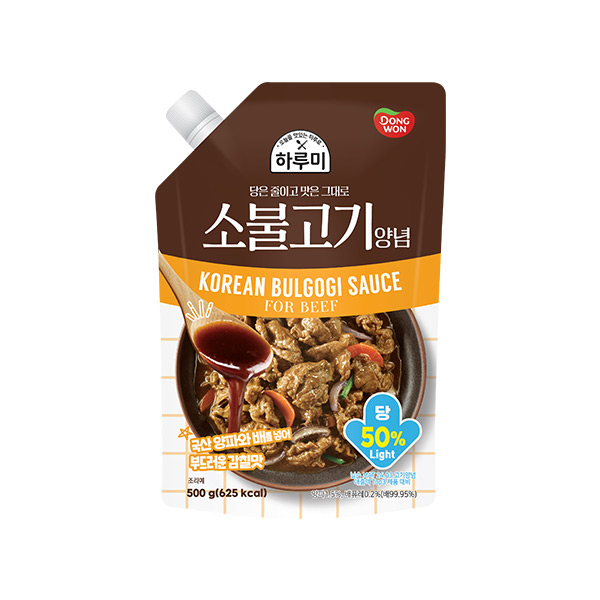 DONG
WON
오늘을 맛있는 하루로
하루미
당은 줄이고 맛은 그대로
소불고기양념
KOREAN BULGOGI SAUCE
FOR BEEF
당
50%
Light
국산 양파와 배를 넣어
부드러운 감칠맛
조리예
500 g(625 kcal)